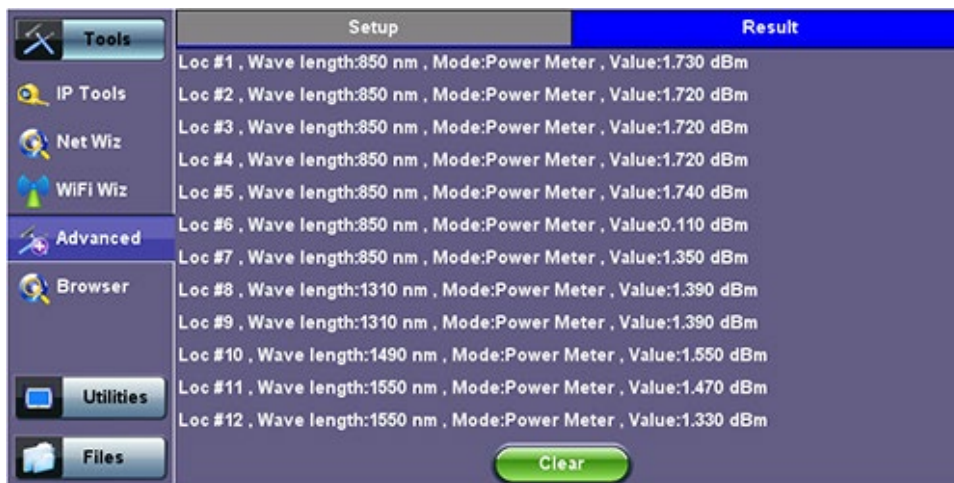 Tools
IP Tools
Net Wiz
WiFi Wiz
Advanced
Browser
Utilities
Files
Setup
Result
Loc #1 , Wave length:850 nm , Mode:Power Meter , Value:1.730 dBm
Loc #2 , Wave length:850 nm , Mode:Power Meter , Value:1.720 dBm
Loc #3 , Wave length:850 nm , Mode:Power Meter , Value:1.720 dBm
Loc #4 , Wave length:850 nm , Mode:Power Meter , Value:1.720 dBm
Loc #5 , Wave length:850 nm , Mode:Power Meter , Value:1.740 dBm
Loc #6 , Wave length:850 nm , Mode:Power Meter , Value:0.110 dBm
Loc #7 , Wave length:850 nm , Mode:Power Meter , Value:1.350 dBm
Loc #8 , Wave length:1310 nm , Mode:Power Meter , Value:1.390 dBm
Loc #9 , Wave length:1310 nm , Mode:Power Meter , Value:1.390 dBm
Loc #10 , Wave length:1490 nm , Mode:Power Meter , Value:1.550 dBm
Loc #11 , Wave length:1550 nm , Mode:Power Meter , Value:1.470 dBm
Loc #12 , Wave length:1550 nm , Mode:Power Meter , Value:1.330 dBm
Clear